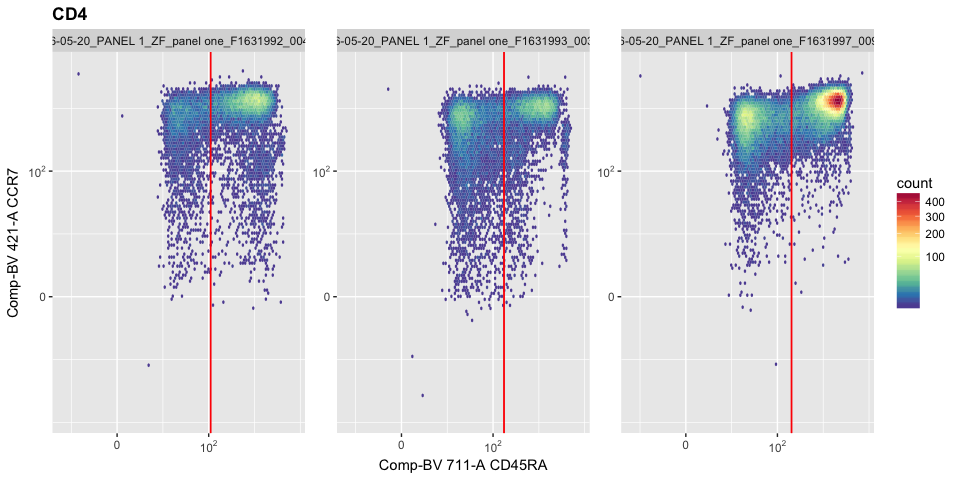 CD4
6-05-20_PANEL 1_ZF_panel one_F1631992_004
6-05-20_PANEL 1_ZF_panel one_F1631993_003
6-05-20_PANEL 1_ZF_panel one_F1631997_009
Comp-BV 421-A CCR7
10²
0
10²
0
10²
0
0
10²
0
10²
0
10²
Comp-BV 711-A CD45RA
count
400
300
200
100